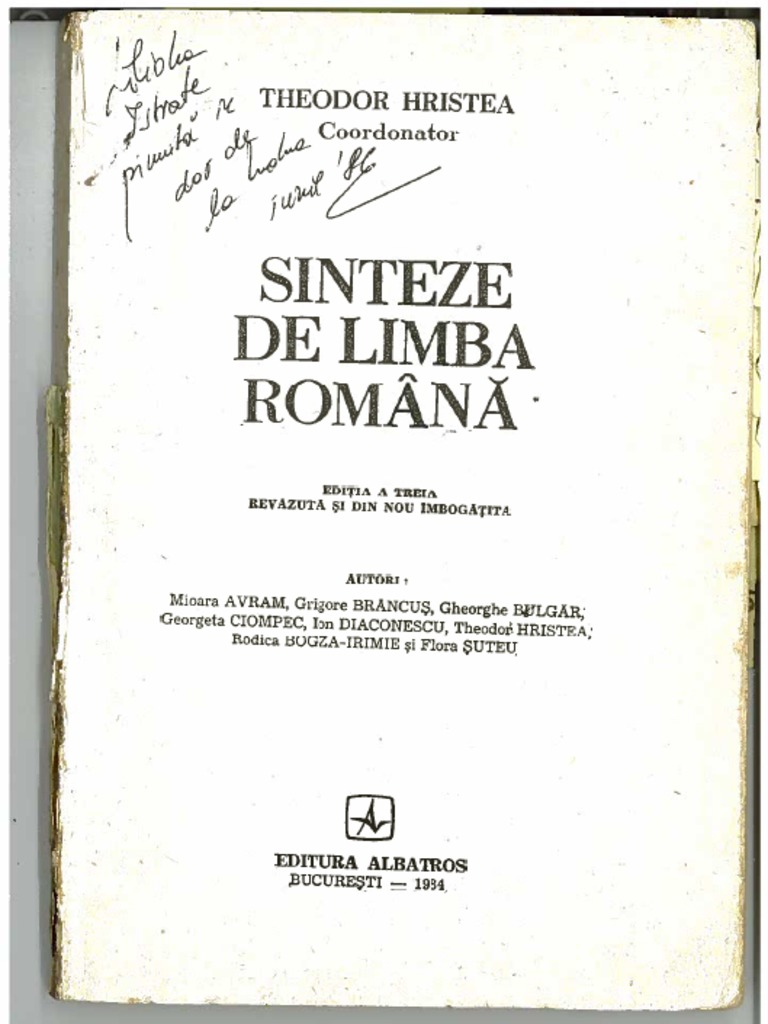 Istrate
primită
dar de
la
iunie '86
THEODOR HRISTEA
Coordonator
SINTEZE
DE LIMBA
ROMÂNĂ
EDIȚIA A TREIA
REVĂZUTĂ ȘI DIN NOU ÎMBOGĂȚITĂ
AUTORI :
Mioara AVRAM, Grigore BRÂNCUȘ, Gheorghe BULGĂR,
Georgeta CIOMPEC, Ion DIACONESCU, Theodor HRISTEA,
Rodica BOGZA-IRIMIE și Flora ȘUTEU
EDITURA ALBATROS
BUCUREȘTI — 1984